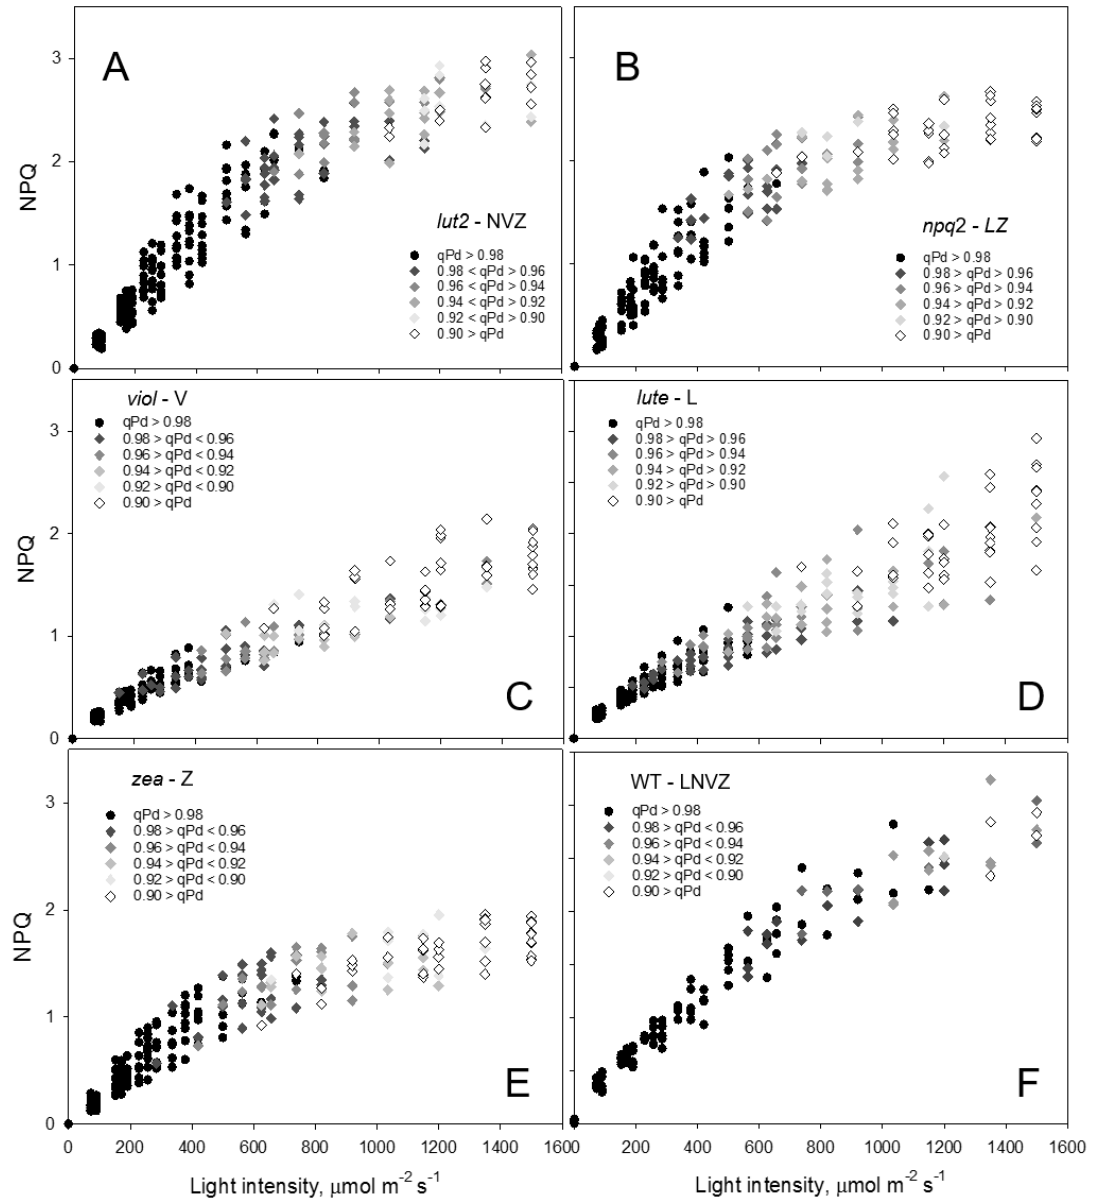 A
B
NPQ
3
2
1
0
lut2 - NVZ
qPd > 0.98
0.98 < qPd > 0.96
0.96 < qPd > 0.94
0.94 < qPd > 0.92
0.92 < qPd > 0.90
0.90 > qPd
npq2 - LZ
qPd > 0.98
0.98> qPd > 0.96
0.96 > qPd > 0.94
0.94> qPd > 0.92
0.92 > qPd > 0.90
0.90 > qPd
viol - V
qPd > 0.98
0.98 > qPd < 0.96
0.96 > qPd < 0.94
0.94 > qPd < 0.92
0.92 > qPd < 0.90
0.90 > qPd
NPQ
3
2
1
0
C
lute - L
qPd > 0.98
0.98 > qPd > 0.96
0.96 > qPd > 0.94
0.94 > qPd > 0.92
0.92 > qPd > 0.90
0.90 > qPd
D
zea - Z
qPd > 0.98
0.98 > qPd < 0.96
0.96 > qPd < 0.94
0.94 > qPd < 0.92
0.92 > qPd < 0.90
0.90 > qPd
NPQ
3
2
1
0
E
WT - LNVZ
qPd > 0.98
0.98 > qPd < 0.96
0.96 > qPd < 0.94
0.94 > qPd < 0.92
0.92 > qPd < 0.90
0.90 > qPd
F
0 200 400 600 800 1000 1200 1400 1600
200 400 600 800 1000 1200 1400 1600
Light intensity, μmol m⁻² s⁻¹
Light intensity, μmol m⁻² s⁻¹